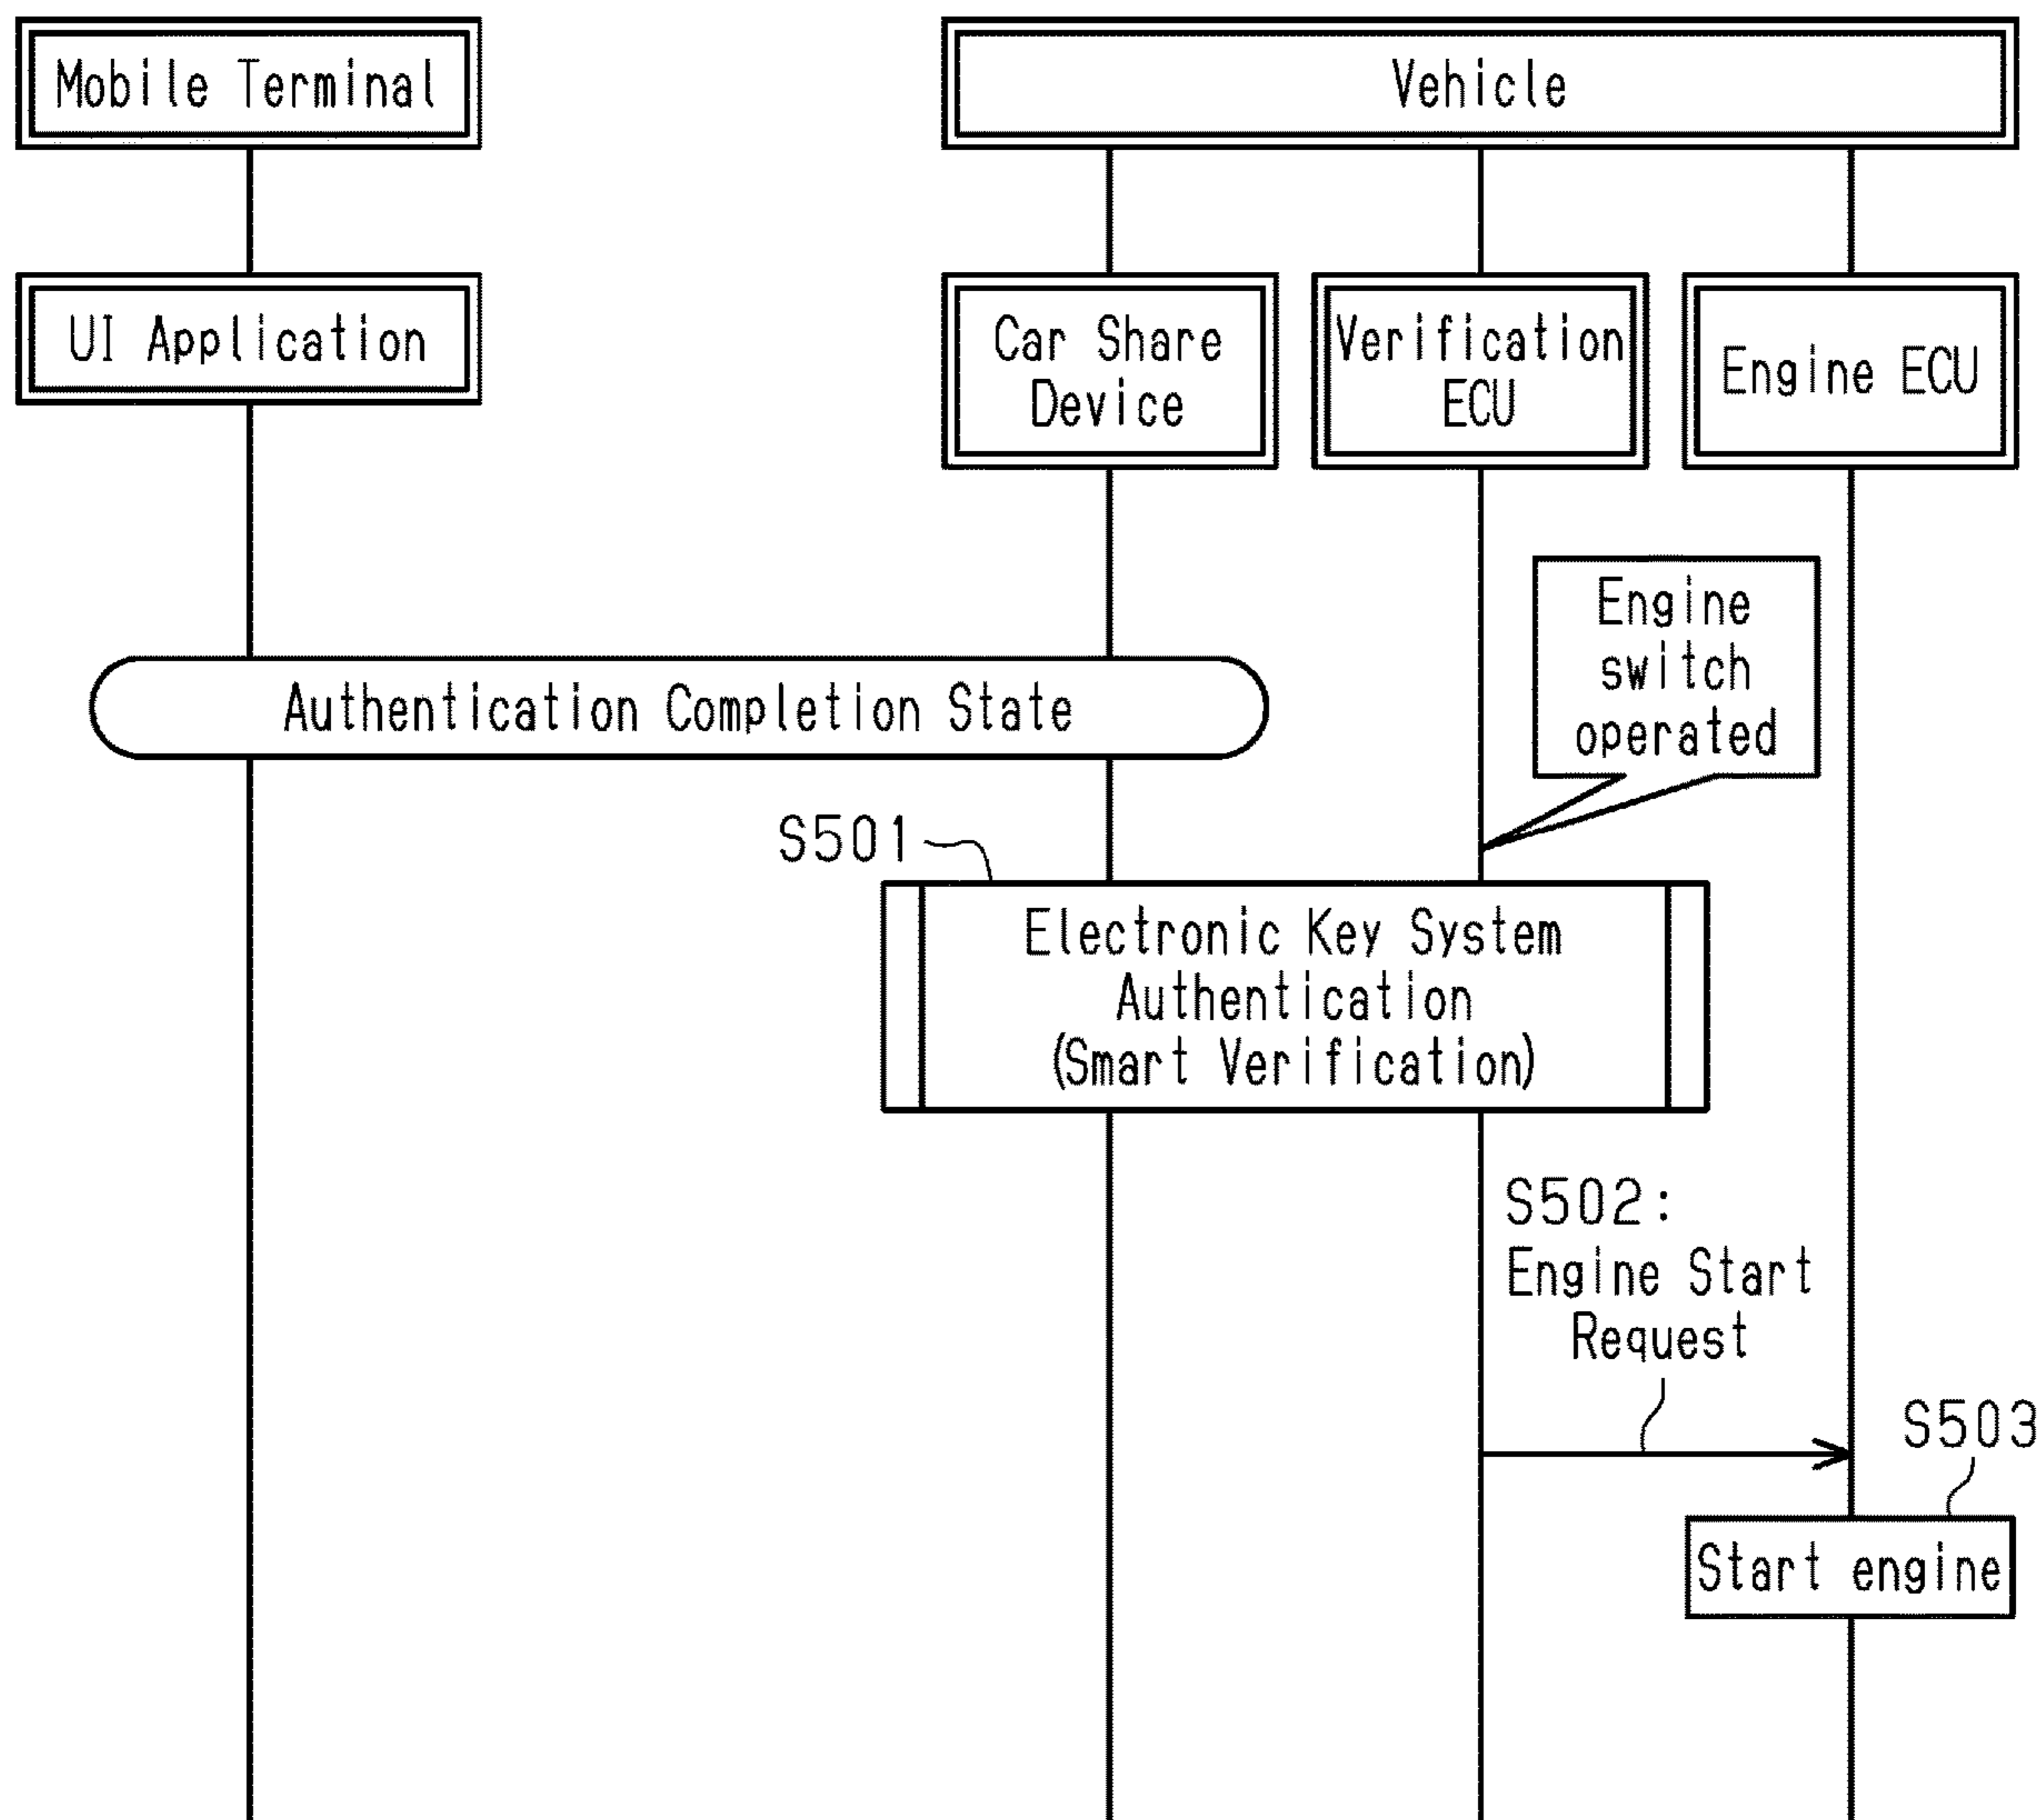 Mobile Terminal
Vehicle
UI Application
Car Share
Device
Verification
ECU
Engine ECU
Engine
switch
operated
Authentication Completion State
S501
Electronic Key System
Authentication
(Smart Verification)
S502:
Engine Start
Request
S503
Start engine